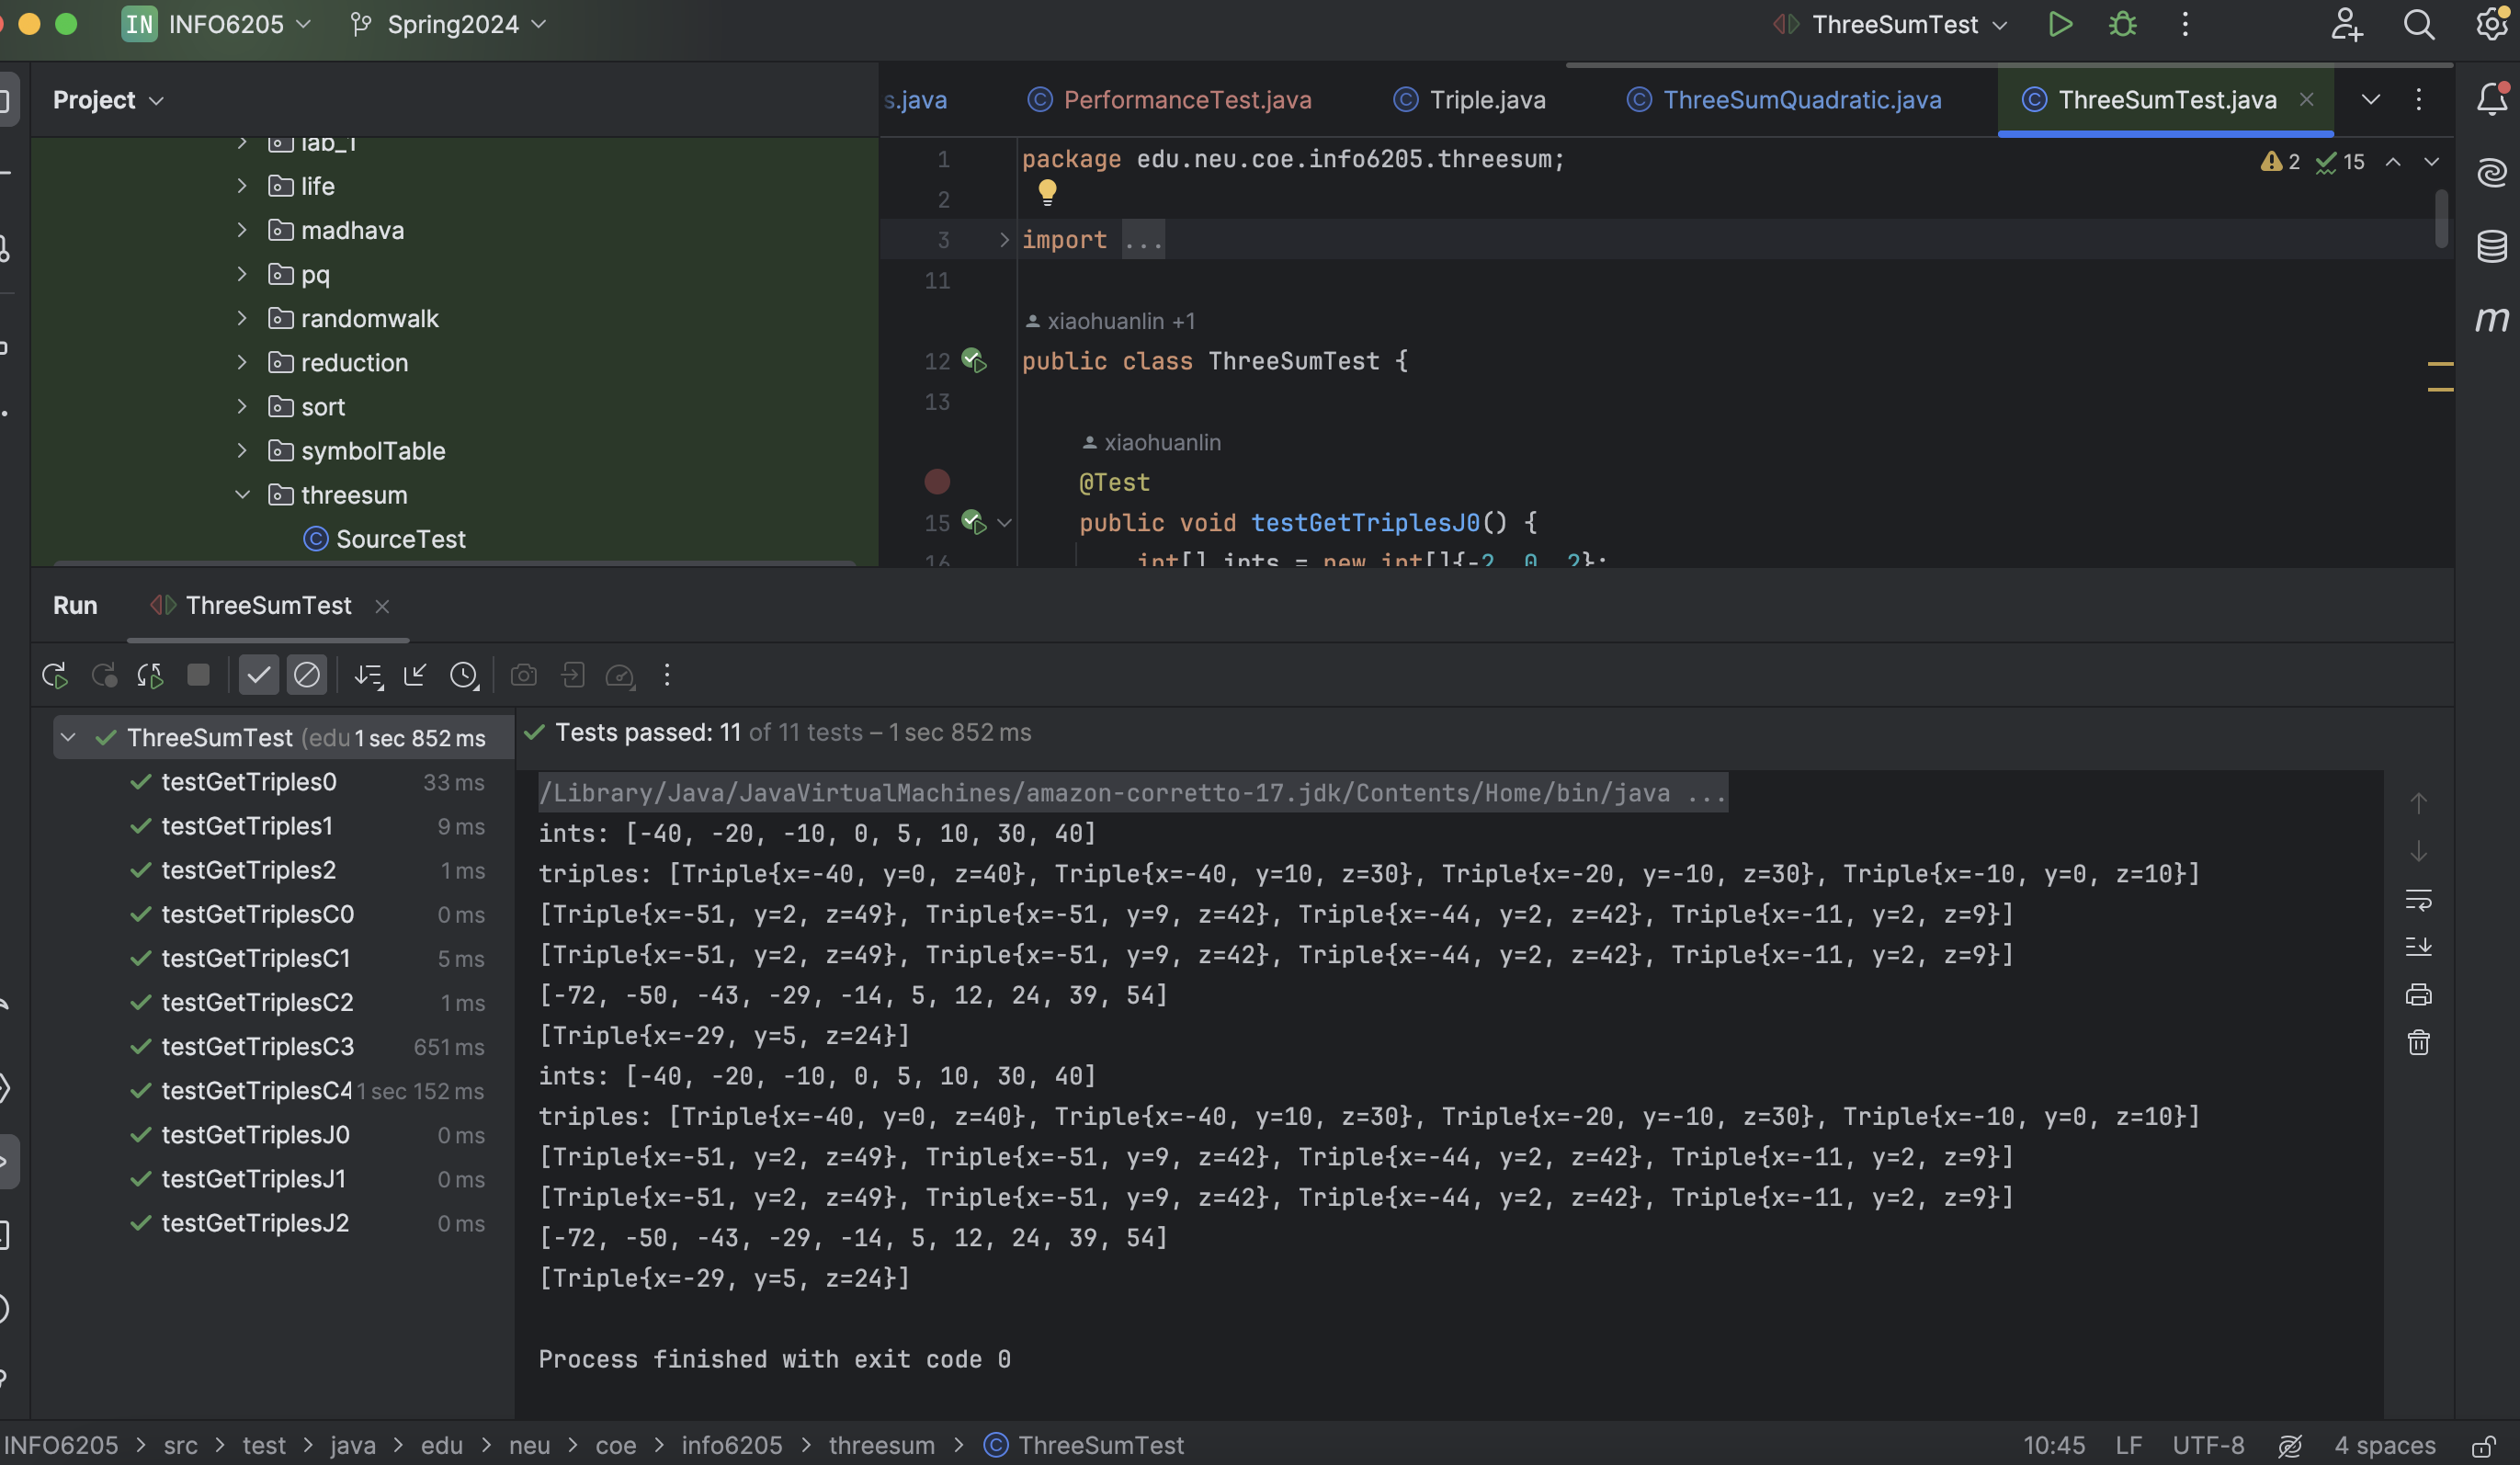 IN INFO6205 Spring2024 ThreeSumTest
Project
s.java PerformanceTest.java Triple.java ThreeSumQuadratic.java ThreeSumTest.java
lab_1
life
madhava
pq
randomwalk
reduction
sort
symbolTable
threesum
SourceTest
1 package edu.neu.coe.info6205.threesum;
2 15
2
3 import ...
11
xiaohuanlin +1
12 public class ThreeSumTest {
13
xiaohuanlin
@Test
15 public void testGetTriplesJ0() {
16 int[] ints = new int[]{-2, 0, 2};
m
Run ThreeSumTest
ThreeSumTest (edu 1 sec 852 ms
testGetTriples0 33 ms
testGetTriples1 9 ms
testGetTriples2 1 ms
testGetTriplesC0 0 ms
testGetTriplesC1 5 ms
testGetTriplesC2 1 ms
testGetTriplesC3 651 ms
testGetTriplesC4 1 sec 152 ms
testGetTriplesJ0 0 ms
testGetTriplesJ1 0 ms
testGetTriplesJ2 0 ms
Tests passed: 11 of 11 tests – 1 sec 852 ms
/Library/Java/JavaVirtualMachines/amazon-corretto-17.jdk/Contents/Home/bin/java ...
ints: [-40, -20, -10, 0, 5, 10, 30, 40]
triples: [Triple{x=-40, y=0, z=40}, Triple{x=-40, y=10, z=30}, Triple{x=-20, y=-10, z=30}, Triple{x=-10, y=0, z=10}]
[Triple{x=-51, y=2, z=49}, Triple{x=-51, y=9, z=42}, Triple{x=-44, y=2, z=42}, Triple{x=-11, y=2, z=9}]
[Triple{x=-51, y=2, z=49}, Triple{x=-51, y=9, z=42}, Triple{x=-44, y=2, z=42}, Triple{x=-11, y=2, z=9}]
[-72, -50, -43, -29, -14, 5, 12, 24, 39, 54]
[Triple{x=-29, y=5, z=24}]
ints: [-40, -20, -10, 0, 5, 10, 30, 40]
triples: [Triple{x=-40, y=0, z=40}, Triple{x=-40, y=10, z=30}, Triple{x=-20, y=-10, z=30}, Triple{x=-10, y=0, z=10}]
[Triple{x=-51, y=2, z=49}, Triple{x=-51, y=9, z=42}, Triple{x=-44, y=2, z=42}, Triple{x=-11, y=2, z=9}]
[Triple{x=-51, y=2, z=49}, Triple{x=-51, y=9, z=42}, Triple{x=-44, y=2, z=42}, Triple{x=-11, y=2, z=9}]
[-72, -50, -43, -29, -14, 5, 12, 24, 39, 54]
[Triple{x=-29, y=5, z=24}]
Process finished with exit code 0
INFO6205 > src > test > java > edu > neu > coe > info6205 > threesum > ThreeSumTest 10:45 LF UTF-8 4 spaces